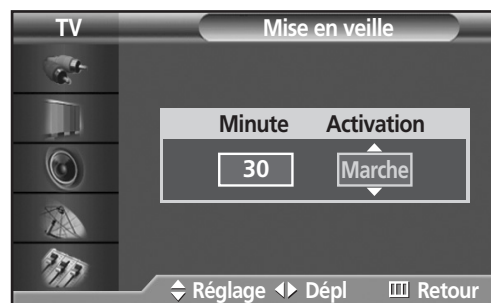 TV Mise en veille
Minute Activation
30 Marche
Réglage Dépl Retour